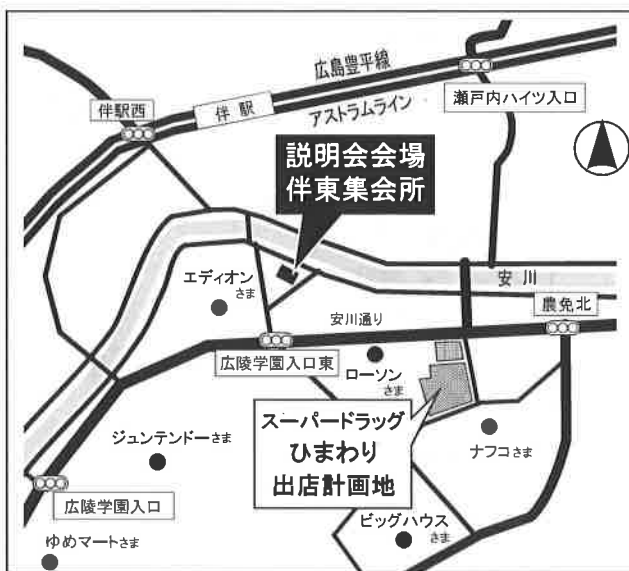 広島豊平線
瀬戸内ハイツ入口
伴駅西
伴駅
アストラムライン
説明会会場
伴東集会所
エディオン
さま
安川
農免北
安川通り
広陵学園入口東
ローソン
さま
スーパードラッグ
ひまわり
出店計画地
ジュンテンドーさま
ナフコさま
広陵学園入口
ビッグハウス
さま
ゆめマートさま